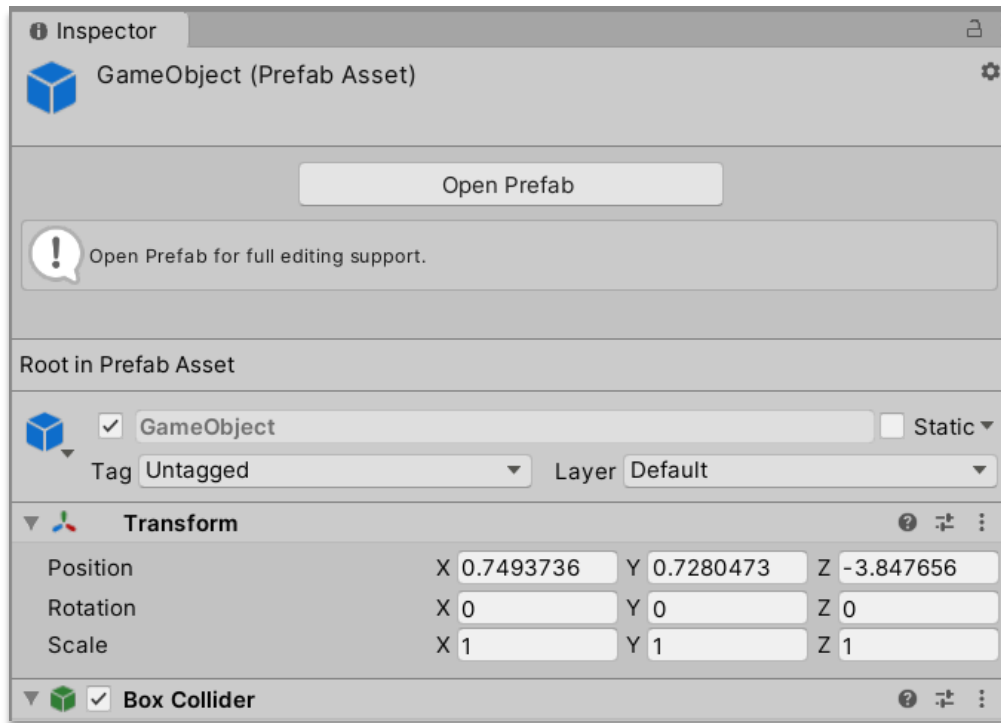 Inspector
GameObject (Prefab Asset)
Open Prefab
Open Prefab for full editing support.
Root in Prefab Asset
GameObject Static
Tag Untagged Layer Default
Transform
Position X 0.7493736 Y 0.7280473 Z -3.847656
Rotation X 0 Y 0 Z 0
Scale X 1 Y 1 Z 1
Box Collider